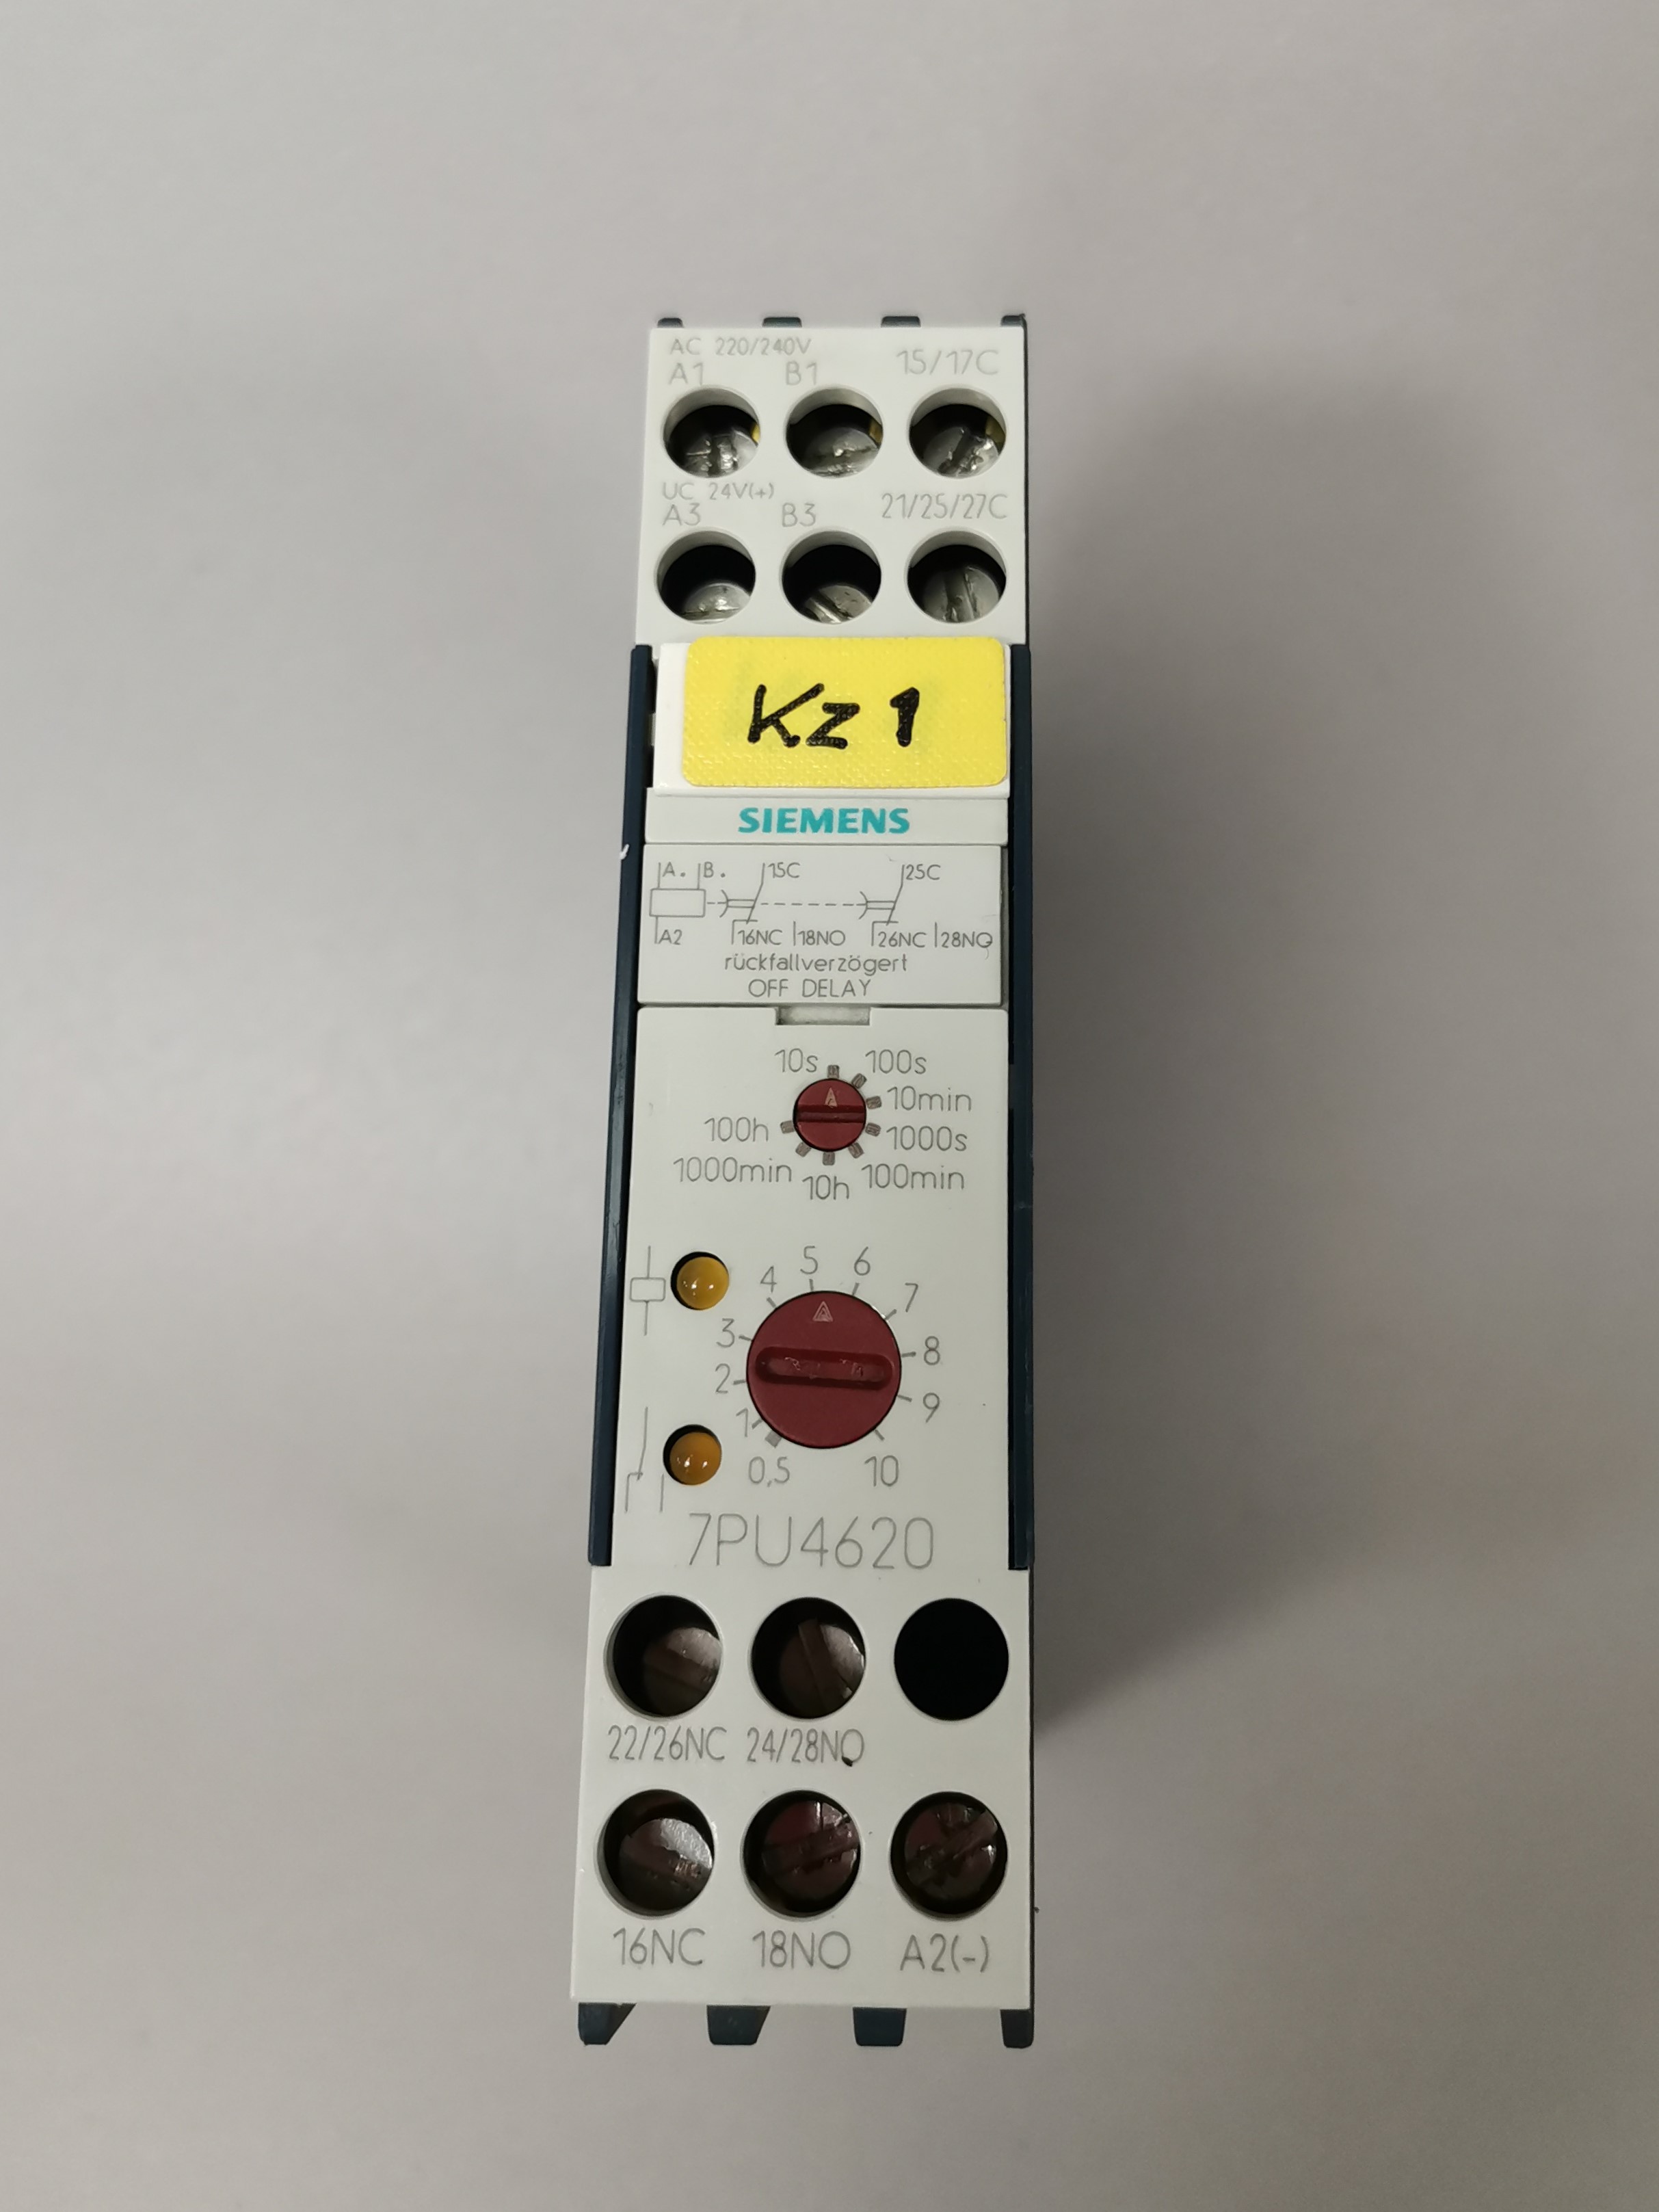 AC 220/240V
A1 B1 15/17C
UC 24V(+)
A3 B3 21/25/27C
Kz 1
SIEMENS
A. B. 15C 25C
A2 16NC 18NO 26NC 28NO
rückfallverzögert
OFF DELAY
10s 100s
10min
100h 1000s
1000min 10h 100min
4 5 6
3 7
2 8
1 9
0,5 10
7PU4620
22/26NC 24/28NO
16NC 18NO A2(-)